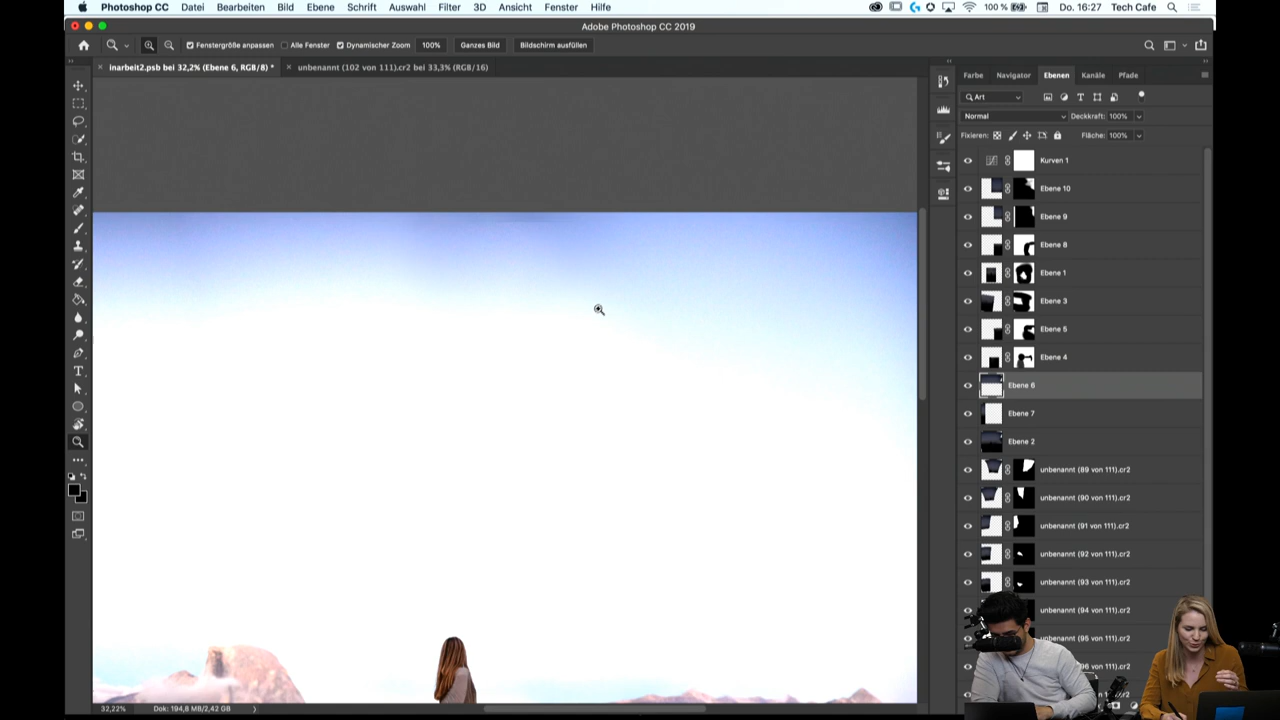 Photoshop CC Datei Bearbeiten Bild Ebene Schrift Auswahl Filter 3D Ansicht Fenster Hilfe 100 % Do. 16:27 Tech Cafe
Adobe Photoshop CC 2019
Fenstergröße anpassen Alle Fenster Dynamischer Zoom 100% Ganzes Bild Bildschirm ausfüllen
inarbeit2.psb bei 32,2% (Ebene 6, RGB/8) * unbenannt (102 von 111).cr2 bei 33,3% (RGB/16)
Farbe Navigator Ebenen Kanäle Pfade
Art
Normal Deckkraft: 100%
Fixieren: Fläche: 100%
Kurven 1
Ebene 10
Ebene 9
Ebene 8
Ebene 1
Ebene 3
Ebene 5
Ebene 4
Ebene 6
Ebene 7
Ebene 2
unbenannt (89 von 111).cr2
unbenannt (90 von 111).cr2
unbenannt (91 von 111).cr2
unbenannt (92 von 111).cr2
unbenannt (93 von 111).cr2
unbenannt (94 von 111).cr2
unbenannt (95 von 111).cr2
von 111).cr2
32,22% Dok: 194,8 MB/2,42 GB